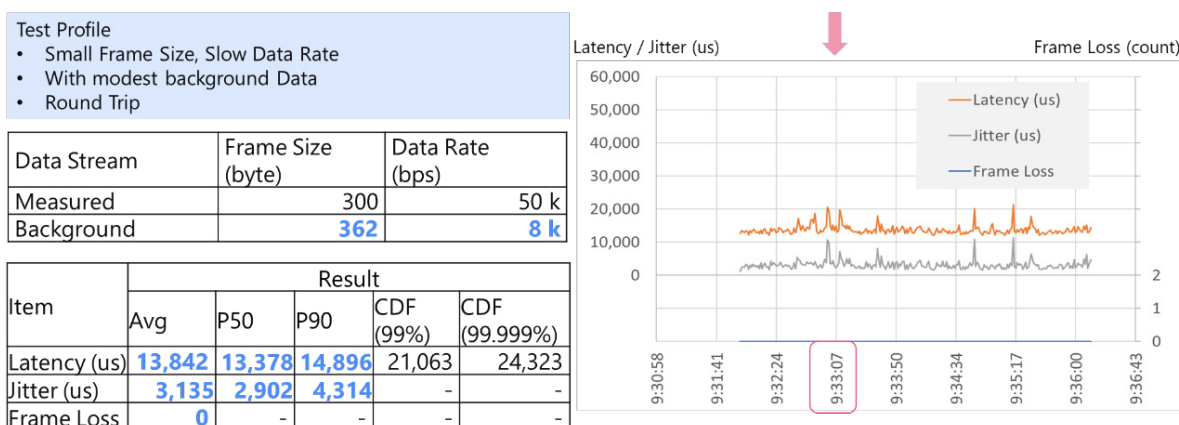 Test Profile
• Small Frame Size, Slow Data Rate
• With modest background Data
• Round Trip
Data Stream Frame Size (byte) Data Rate (bps)
Measured 300 50 k
Background 362 8 k
Item Result
Avg P50 P90 CDF (99%) CDF (99.999%)
Latency (us) 13,842 13,378 14,896 21,063 24,323
Jitter (us) 3,135 2,902 4,314 - -
Frame Loss 0 - - - -
Latency / Jitter (us) Frame Loss (count)
60,000
50,000
40,000
30,000
20,000
10,000
0
Latency (us)
Jitter (us)
Frame Loss
2
1
0
9:30:58
9:31:41
9:32:24
9:33:07
9:33:50
9:34:34
9:35:17
9:36:00
9:36:43